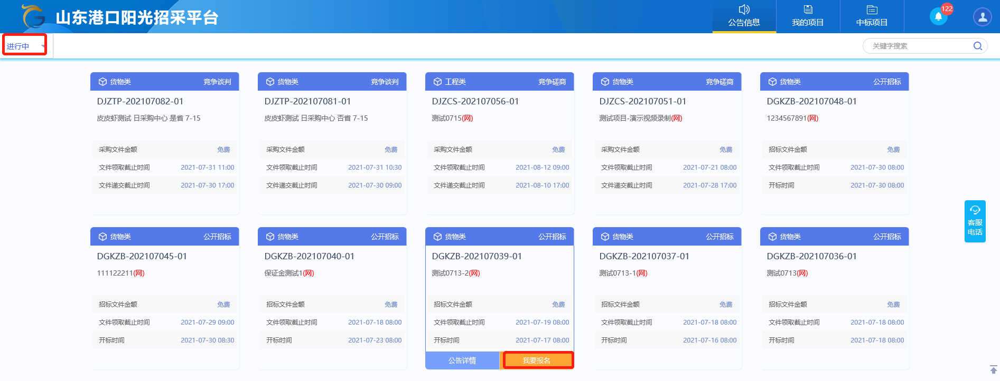 山东港口阳光招采平台
公告信息
我的项目
中标项目
122
进行中
关键字搜索
货物类 竞争谈判
DJZTP-202107082-01
皮皮虾测试 日采购中心 是省 7-15
采购文件金额 免费
文件领取截止时间 2021-07-31 11:00
文件递交截止时间 2021-07-30 17:00
货物类 竞争谈判
DJZTP-202107081-01
皮皮虾测试 日采购中心 否省 7-15
采购文件金额 免费
文件领取截止时间 2021-07-31 10:30
文件递交截止时间 2021-07-30 09:00
工程类 竞争磋商
DJZCS-202107056-01
测试0715(网)
采购文件金额 免费
文件领取截止时间 2021-08-12 09:00
文件递交截止时间 2021-08-10 17:00
货物类 竞争磋商
DJZCS-202107051-01
测试项目-演示视频录制(网)
采购文件金额 免费
文件领取截止时间 2021-07-21 08:00
文件递交截止时间 2021-07-28 17:00
货物类 公开招标
DGKZB-202107048-01
1234567891(网)
招标文件金额 免费
文件领取截止时间 2021-07-30 08:00
开标时间 2021-07-30 08:00
客服
电话
货物类 公开招标
DGKZB-202107045-01
111122211(网)
招标文件金额 免费
文件领取截止时间 2021-07-29 09:00
开标时间 2021-07-30 08:30
货物类 公开招标
DGKZB-202107040-01
保证金测试1(网)
招标文件金额 免费
文件领取截止时间 2021-07-18 08:00
开标时间 2021-07-23 08:00
货物类 公开招标
DGKZB-202107039-01
测试0713-2(网)
招标文件金额 免费
文件领取截止时间 2021-07-19 08:00
开标时间 2021-07-17 08:00
公告详情 我要报名
货物类 公开招标
DGKZB-202107037-01
测试0713-1(网)
招标文件金额 免费
文件领取截止时间 2021-07-18 08:00
开标时间 2021-07-16 08:00
货物类 公开招标
DGKZB-202107036-01
测试0713(网)
招标文件金额 免费
文件领取截止时间 2021-07-18 08:00
开标时间 2021-07-18 08:00